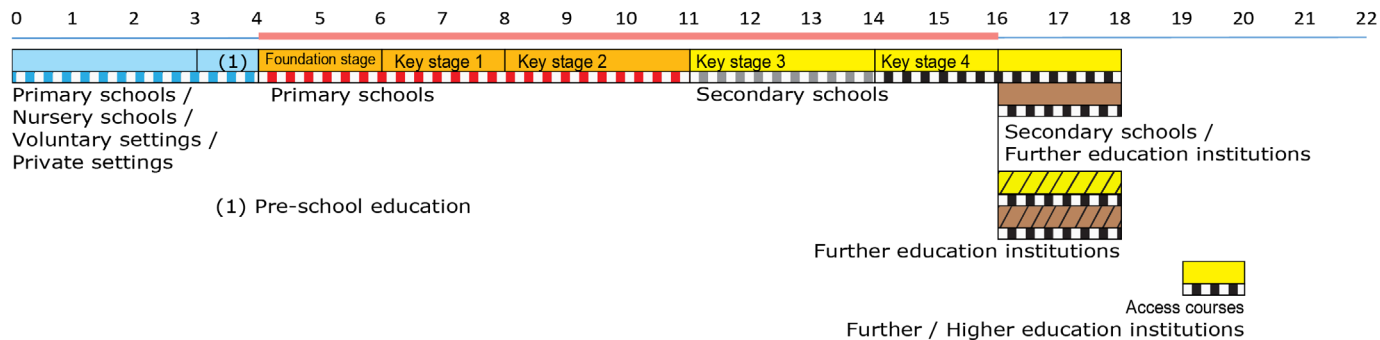 0 1 2 3 4 5 6 7 8 9 10 11 12 13 14 15 16 17 18 19 20 21 22
(1) Foundation stage Key stage 1 Key stage 2 Key stage 3 Key stage 4
Primary schools /
Nursery schools /
Voluntary settings /
Private settings
Primary schools
Secondary schools
Secondary schools /
Further education institutions
(1) Pre-school education
Further education institutions
Access courses
Further / Higher education institutions